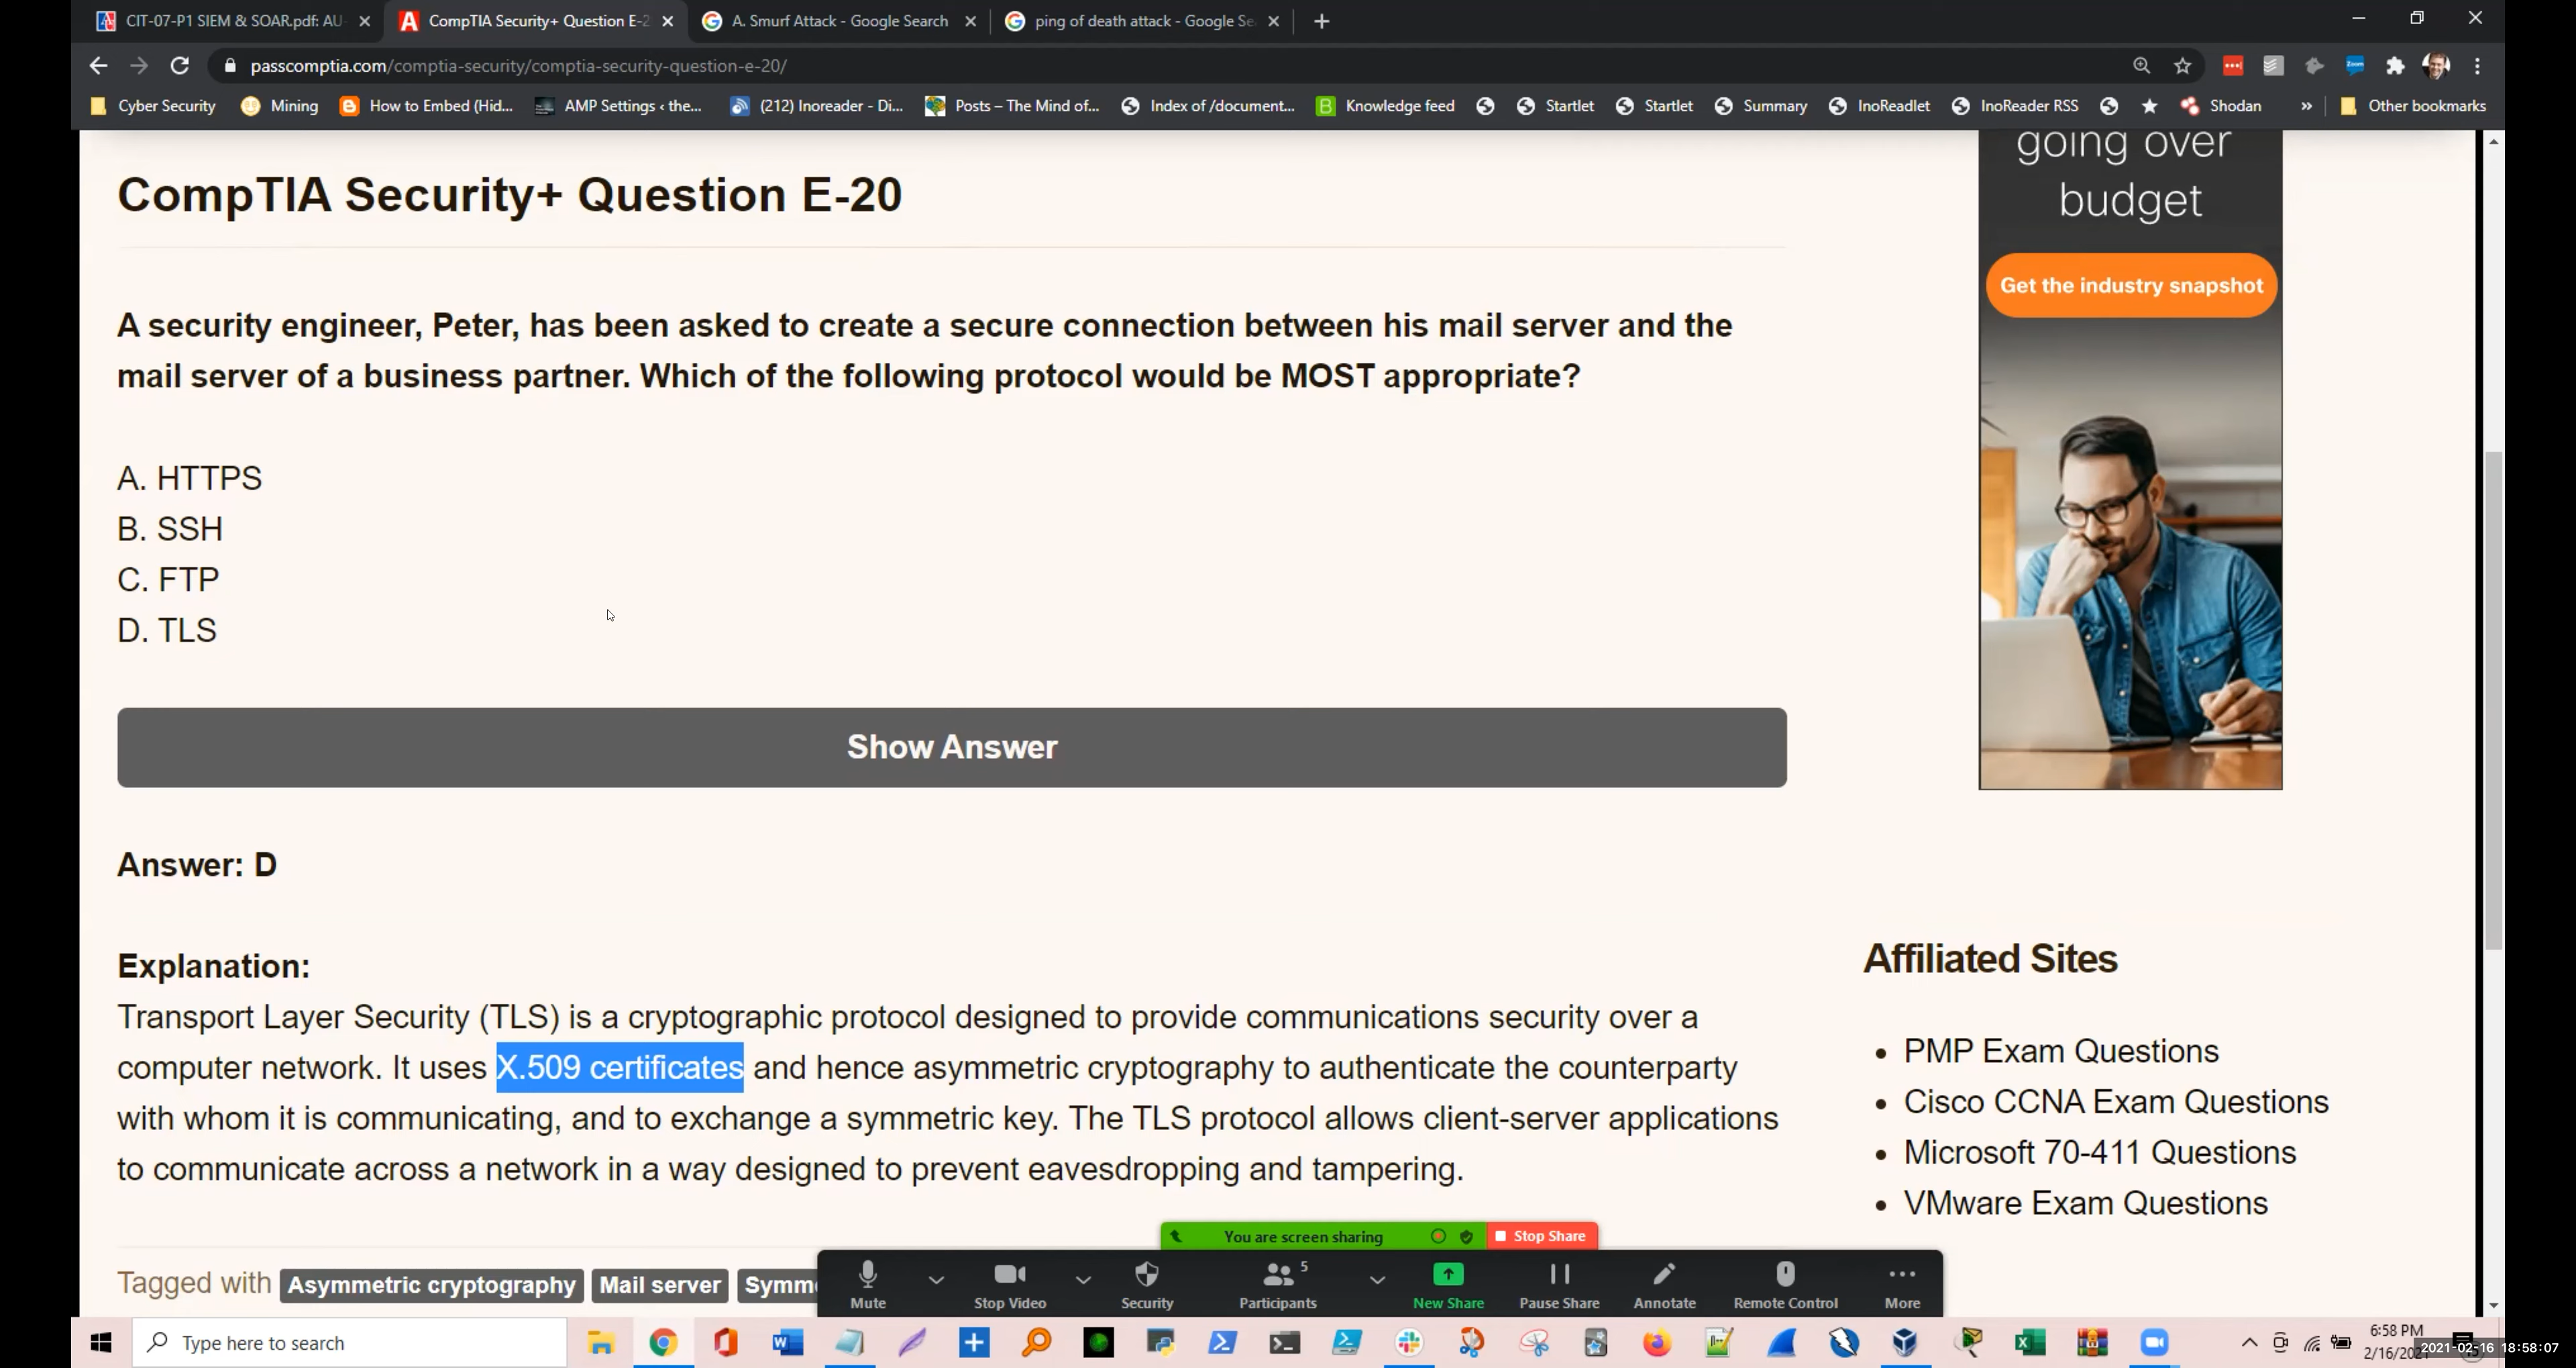 CIT-07-P1 SIEM & SOAR.pdf: AU
CompTIA Security+ Question E-2
A. Smurf Attack - Google Search
ping of death attack - Google Se
passcomptia.com/comptia-security/comptia-security-question-e-20/
Cyber Security
Mining
How to Embed (Hid...
AMP Settings ‹ the...
(212) Inoreader - Di...
Posts – The Mind of...
Index of /document...
Knowledge feed
Startlet
Startlet
Summary
InoReadlet
InoReader RSS
Shodan
»
Other bookmarks
CompTIA Security+ Question E-20
A security engineer, Peter, has been asked to create a secure connection between his mail server and the
mail server of a business partner. Which of the following protocol would be MOST appropriate?
A. HTTPS
B. SSH
C. FTP
D. TLS
Show Answer
Answer: D
Explanation:
Transport Layer Security (TLS) is a cryptographic protocol designed to provide communications security over a
computer network. It uses X.509 certificates and hence asymmetric cryptography to authenticate the counterparty
with whom it is communicating, and to exchange a symmetric key. The TLS protocol allows client-server applications
to communicate across a network in a way designed to prevent eavesdropping and tampering.
Tagged with Asymmetric cryptography Mail server Symm
going over
budget
Get the industry snapshot
Affiliated Sites
PMP Exam Questions
Cisco CCNA Exam Questions
Microsoft 70-411 Questions
VMware Exam Questions
You are screen sharing
Stop Share
Mute
Stop Video
Security
5
Participants
New Share
Pause Share
Annotate
Remote Control
More
Type here to search
6:58 PM
2/16/202
2021-02-16 18:58:07